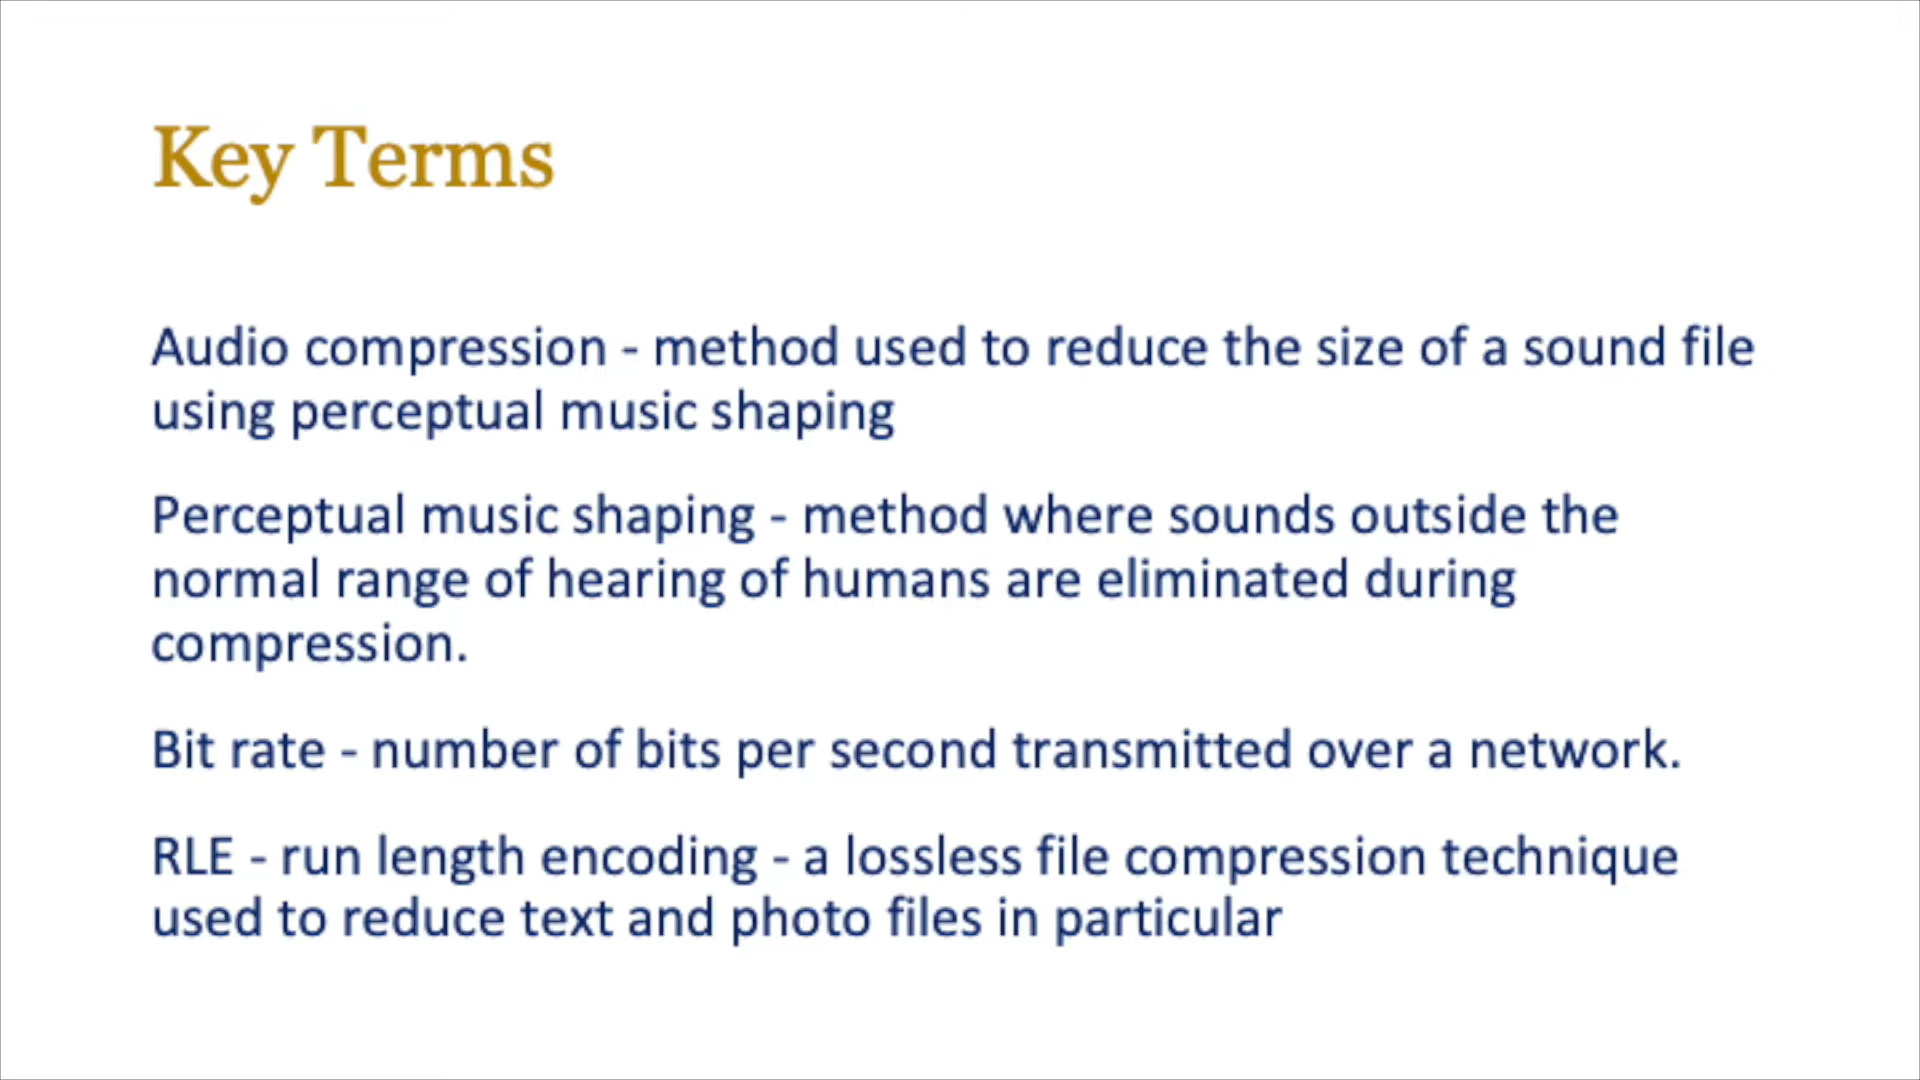 Key Terms
Audio compression - method used to reduce the size of a sound file
using perceptual music shaping
Perceptual music shaping - method where sounds outside the
normal range of hearing of humans are eliminated during
compression.
Bit rate - number of bits per second transmitted over a network.
RLE - run length encoding - a lossless file compression technique
used to reduce text and photo files in particular